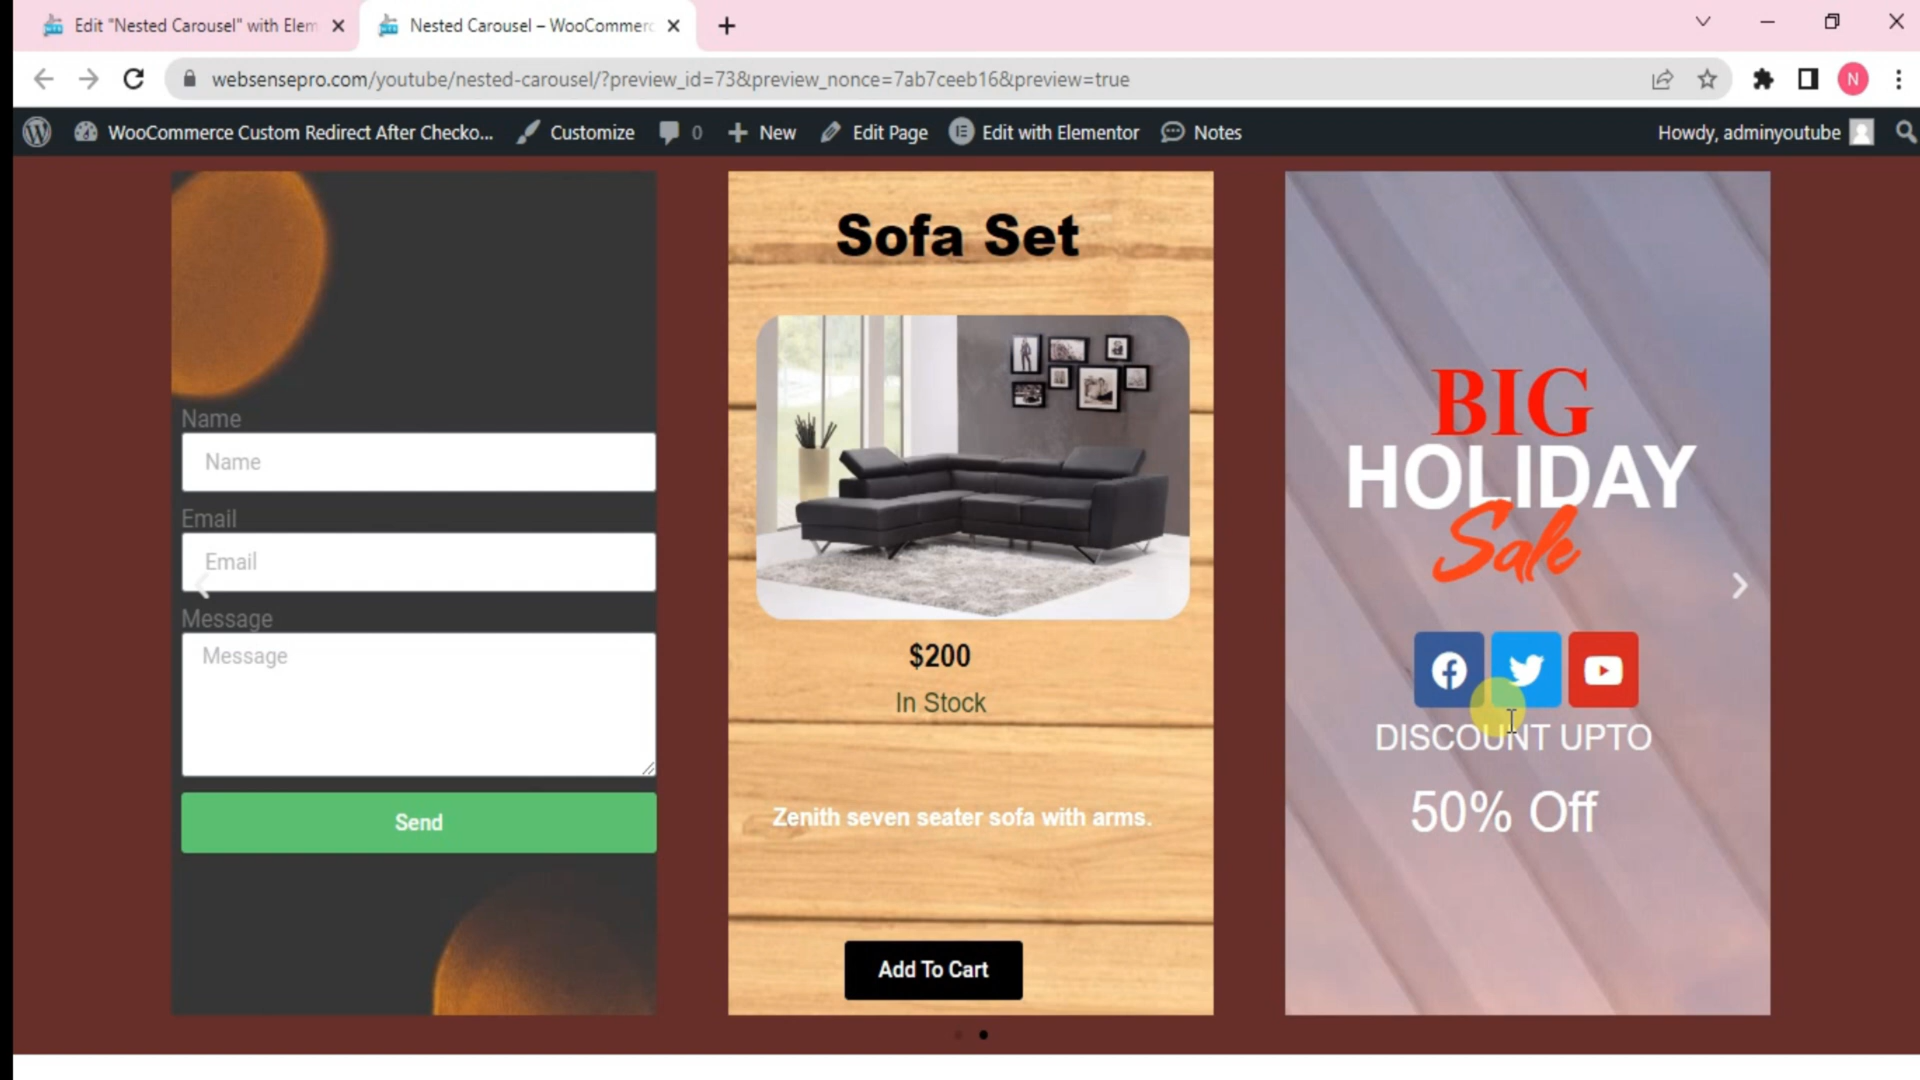 Edit "Nested Carousel" with Elem
Nested Carousel – WooCommerc
websensepro.com/youtube/nested-carousel/?preview_id=73&preview_nonce=7ab7ceeb16&preview=true
N
WooCommerce Custom Redirect After Checko...
Customize
0
New
Edit Page
Edit with Elementor
Notes
Howdy, adminyoutube
Name
Name
Email
Email
Message
Message
Send
Sofa Set
$200
In Stock
Zenith seven seater sofa with arms.
Add To Cart
BIG
HOLIDAY
Sale
DISCOUNT UPTO
50% Off